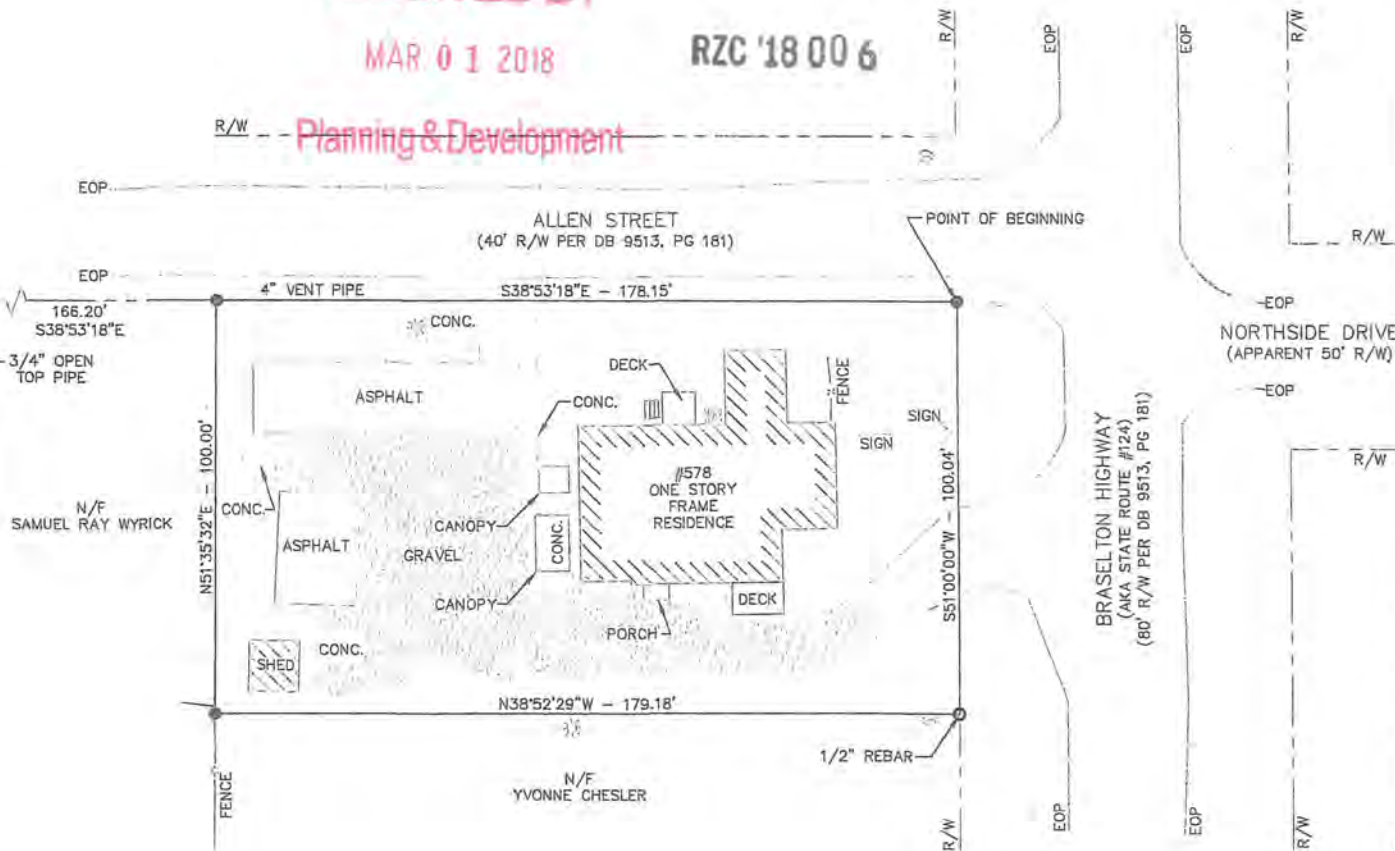 MAR 0 1 2018
RZC '18 00 6
Planning & Development
R/W
R/W
EOP
EOP
R/W
EOP
ALLEN STREET
(40' R/W PER DB 9513, PG 181)
POINT OF BEGINNING
R/W
EOP
4" VENT PIPE
S38°53'18"E - 178.15'
166.20'
S38°53'18"E
EOP
NORTHSIDE DRIVE
(APPARENT 50' R/W)
EOP
3/4" OPEN
TOP PIPE
CONC.
DECK
ASPHALT
CONC.
FENCE
SIGN
SIGN
N51°35'32"E - 100.00'
#578
ONE STORY
FRAME
RESIDENCE
S51°00'00"W - 100.04'
BRASELTON HIGHWAY
(AKA STATE ROUTE #124)
(80' R/W PER DB 9513, PG 181)
R/W
N/F
SAMUEL RAY WYRICK
CONC.
CANOPY
ASPHALT
GRAVEL
CONC.
CANOPY
DECK
PORCH
CONC.
SHED
N38°52'29"W - 179.18'
1/2" REBAR
N/F
YVONNE CHESLER
FENCE
R/W
EOP
EOP
R/W